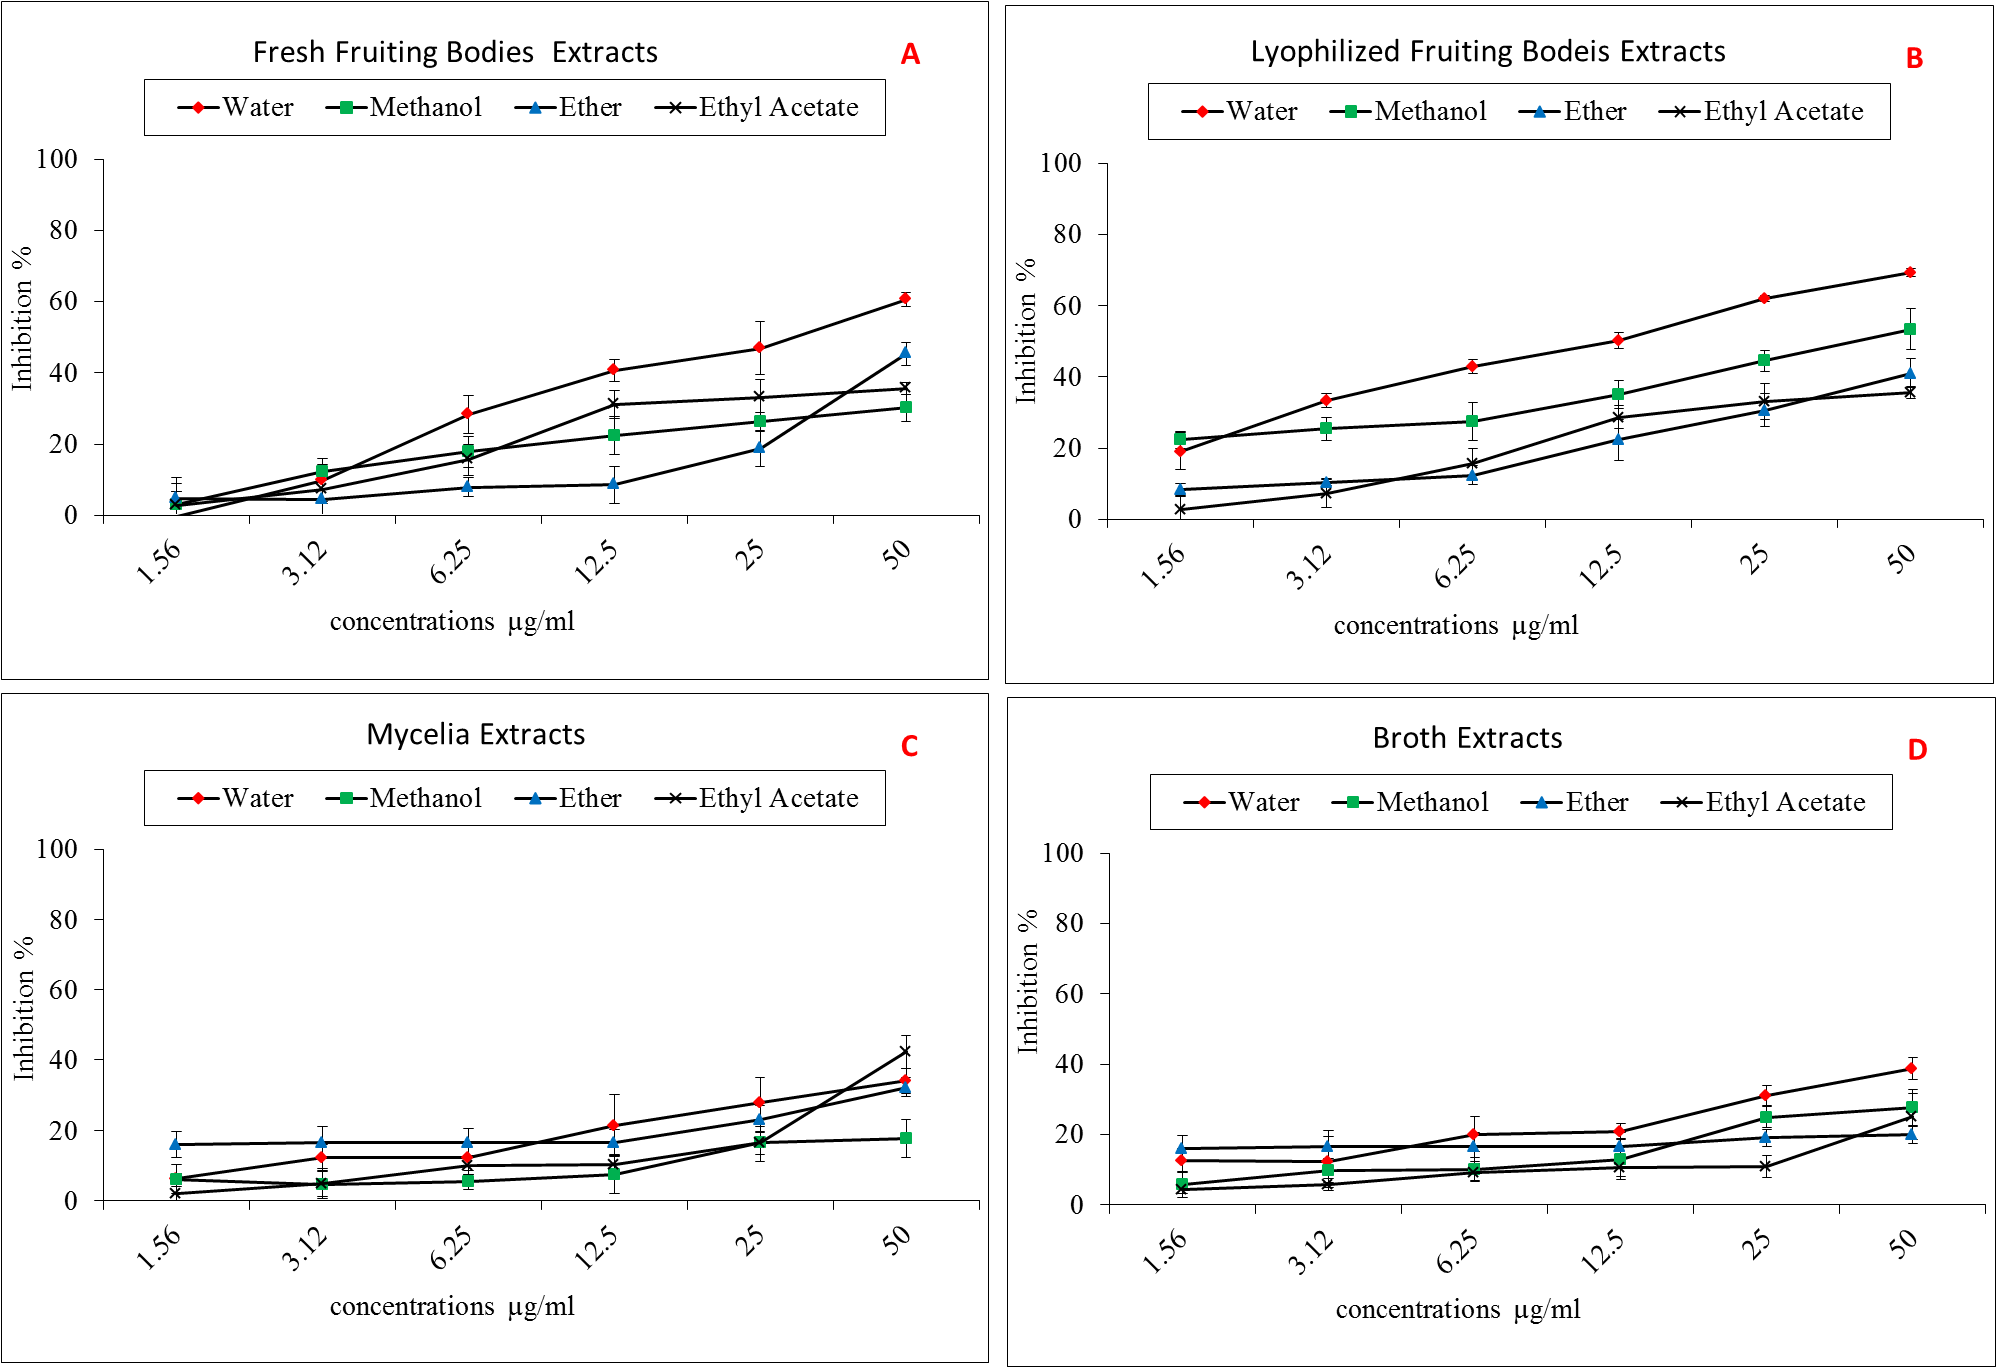 Fresh Fruiting Bodies Extracts
A
Water Methanol Ether Ethyl Acetate
100
80
60
40
20
0
Inhibition %
1.56 3.12 6.25 12.5 25 50
concentrations µg/ml
Lyophilized Fruiting Bodeis Extracts
B
Water Methanol Ether Ethyl Acetate
100
80
60
40
20
0
Inhibition %
1.56 3.12 6.25 12.5 25 50
concentrations µg/ml
Mycelia Extracts
C
Water Methanol Ether Ethyl Acetate
100
80
60
40
20
0
Inhibition %
1.56 3.12 6.25 12.5 25 50
concentrations µg/ml
Broth Extracts
D
Water Methanol Ether Ethyl Acetate
100
80
60
40
20
0
Inhibition %
1.56 3.12 6.25 12.5 25 50
concentrations µg/ml